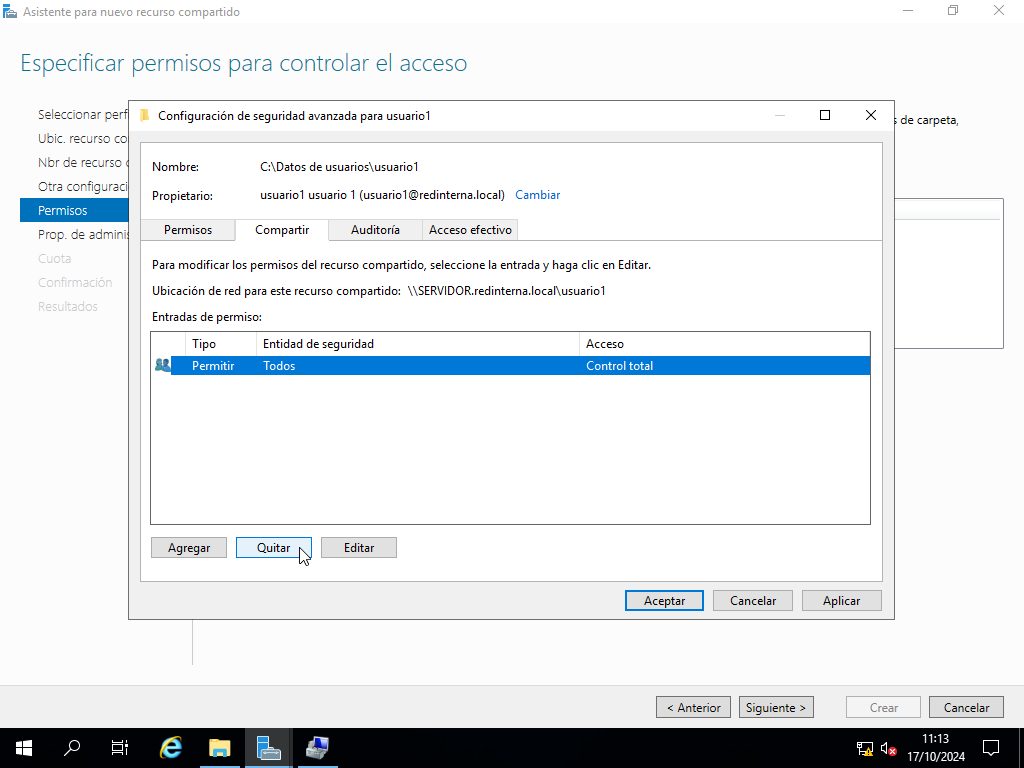 Asistente para nuevo recurso compartido
Especificar permisos para controlar el acceso
Seleccionar perf
Ubic. recurso co
Nbr de recurso
Otra configuraci
Permisos
Prop. de adminis
Cuota
Confirmación
Resultados
s de carpeta,
Configuración de seguridad avanzada para usuario1
Nombre: C:\Datos de usuarios\usuario1
Propietario: usuario1 usuario 1 (usuario1@redinterna.local) Cambiar
Permisos Compartir Auditoría Acceso efectivo
Para modificar los permisos del recurso compartido, seleccione la entrada y haga clic en Editar.
Ubicación de red para este recurso compartido: \\SERVIDOR.redinterna.local\usuario1
Entradas de permiso:
Tipo Entidad de seguridad Acceso
Permitir Todos Control total
Agregar Quitar Editar
Aceptar Cancelar Aplicar
< Anterior Siguiente > Crear Cancelar
11:13
17/10/2024